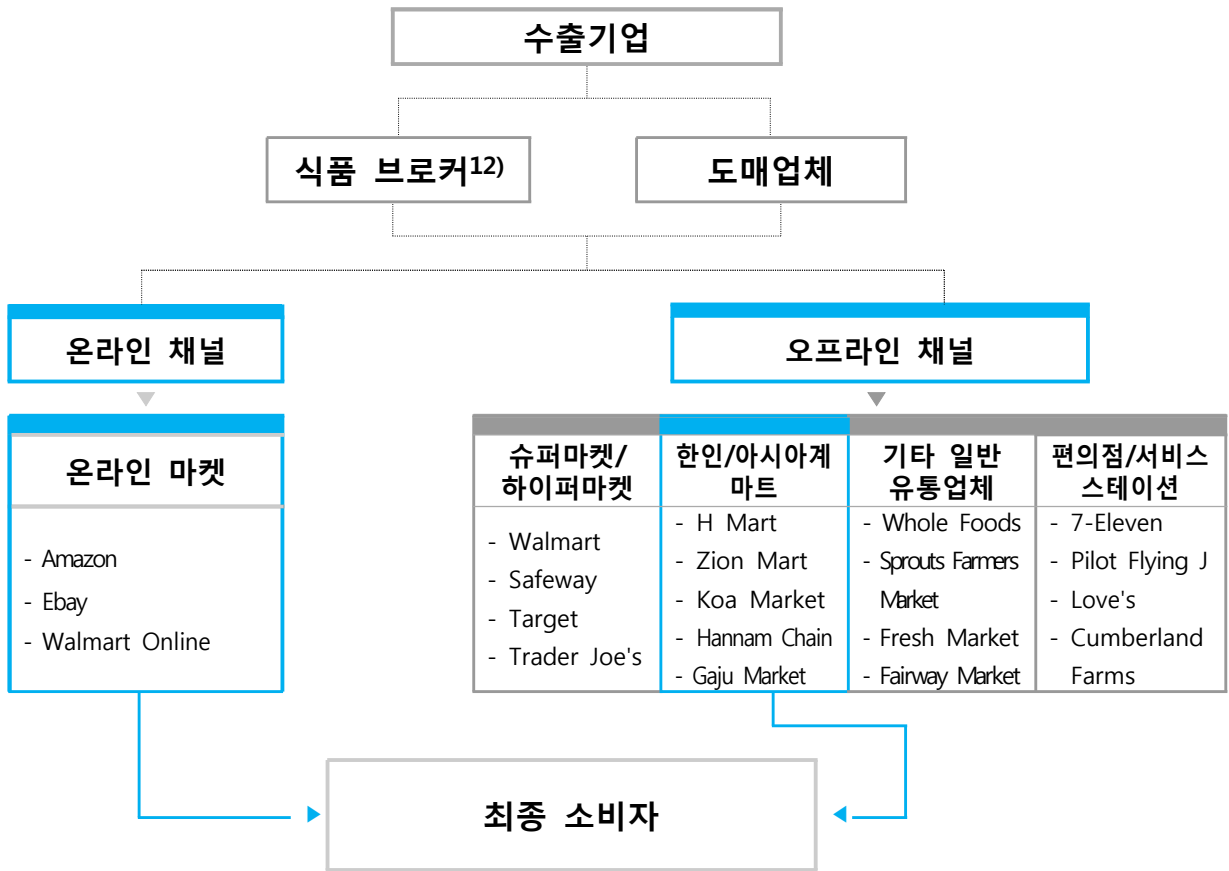 수출기업
식품 브로커12)
도매업체
온라인 채널
오프라인 채널
온라인 마켓
- Amazon
- Ebay
- Walmart Online
슈퍼마켓/
하이퍼마켓
- Walmart
- Safeway
- Target
- Trader Joe's
한인/아시아계
마트
- H Mart
- Zion Mart
- Koa Market
- Hannam Chain
- Gaju Market
기타 일반
유통업체
- Whole Foods
- Sprouts Farmers
Market
- Fresh Market
- Fairway Market
편의점/서비스
스테이션
- 7-Eleven
- Pilot Flying J
- Love's
- Cumberland
Farms
최종 소비자